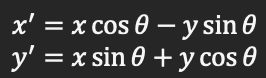 x′ = x cos θ − y sin θ
y′ = x sin θ + y cos θ